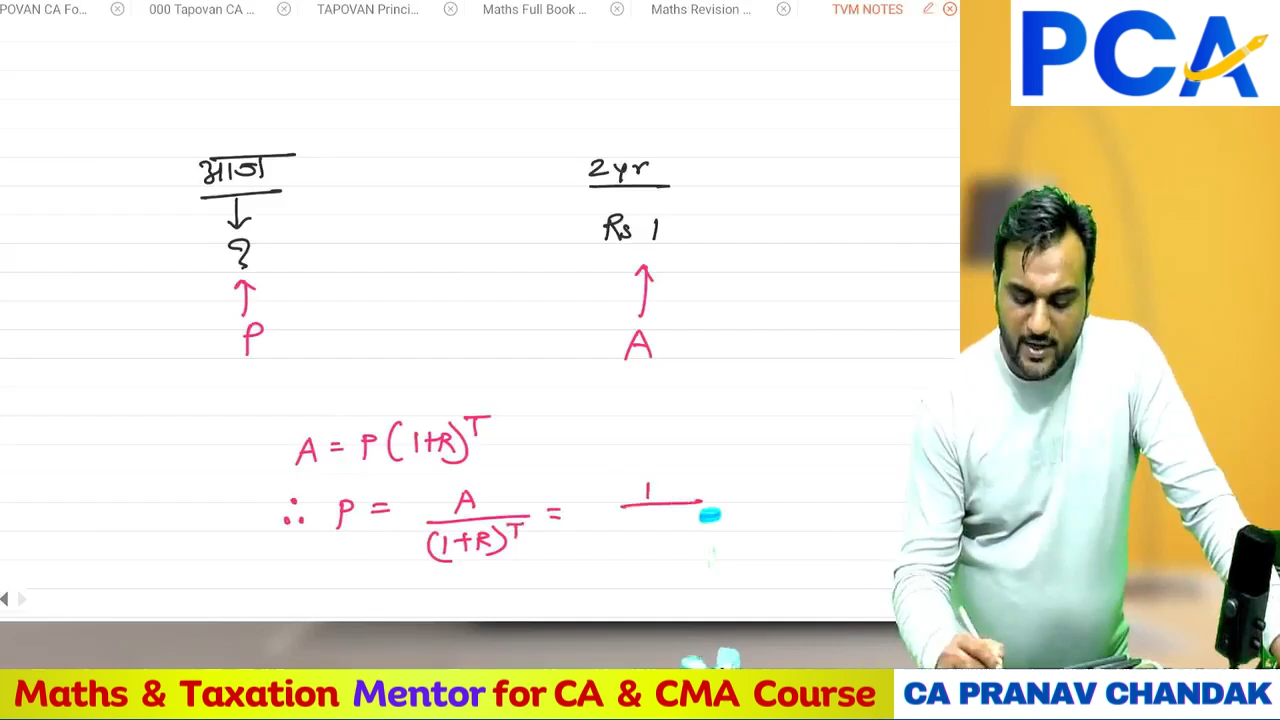 POVAN CA Fo...
000 Tapovan CA ...
TAPOVAN Princi...
Maths Full Book ...
Maths Revision ...
TVM NOTES
PCA
आज
2yr
?
Rs 1
P
A
A = P(1+R)^T
∴ P = A/(1+R)^T = 1/
Maths & Taxation Mentor for CA & CMA Course
CA PRANAV CHANDAK